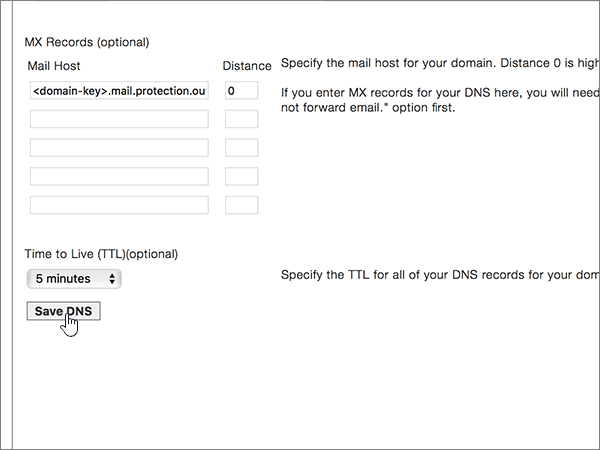 MX Records (optional)
Mail Host Distance Specify the mail host for your domain. Distance 0 is high
<domain-key>.mail.protection.ou 0
If you enter MX records for your DNS here, you will need
not forward email." option first.
Time to Live (TTL)(optional)
5 minutes Specify the TTL for all of your DNS records for your dom
Save DNS